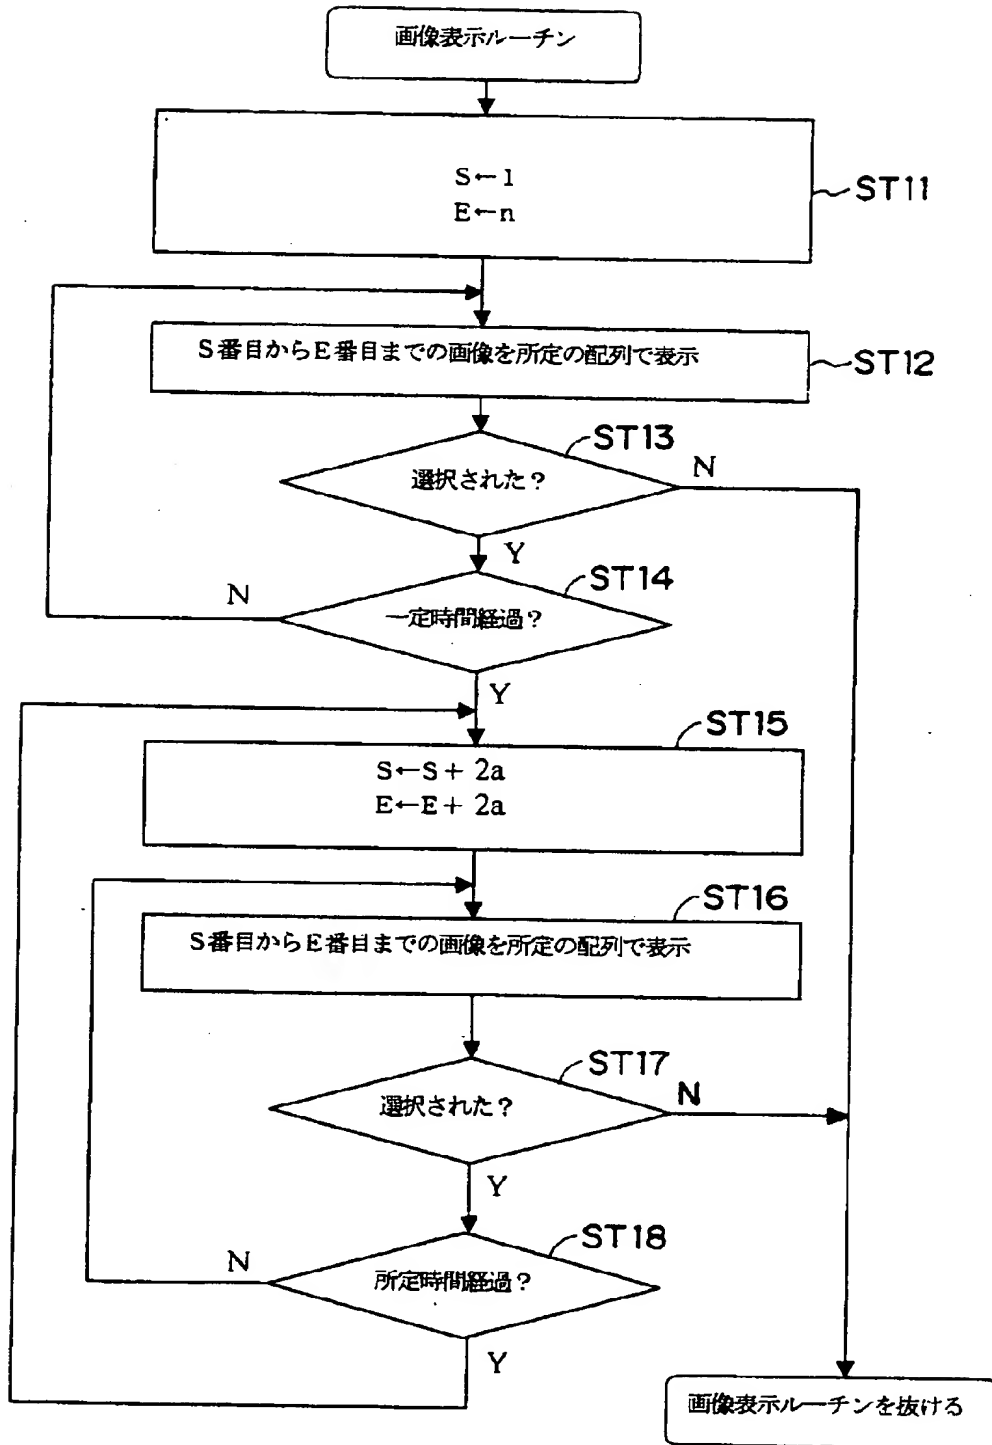 画像表示ルーチン
S←1
E←n
ST11
S番目からE番目までの画像を所定の配列で表示
ST12
ST13
選択された?
N
Y
ST14
一定時間経過?
N
Y
ST15
S←S+ 2a
E←E+ 2a
ST16
S番目からE番目までの画像を所定の配列で表示
ST17
選択された?
N
Y
ST18
所定時間経過?
N
Y
画像表示ルーチンを抜ける